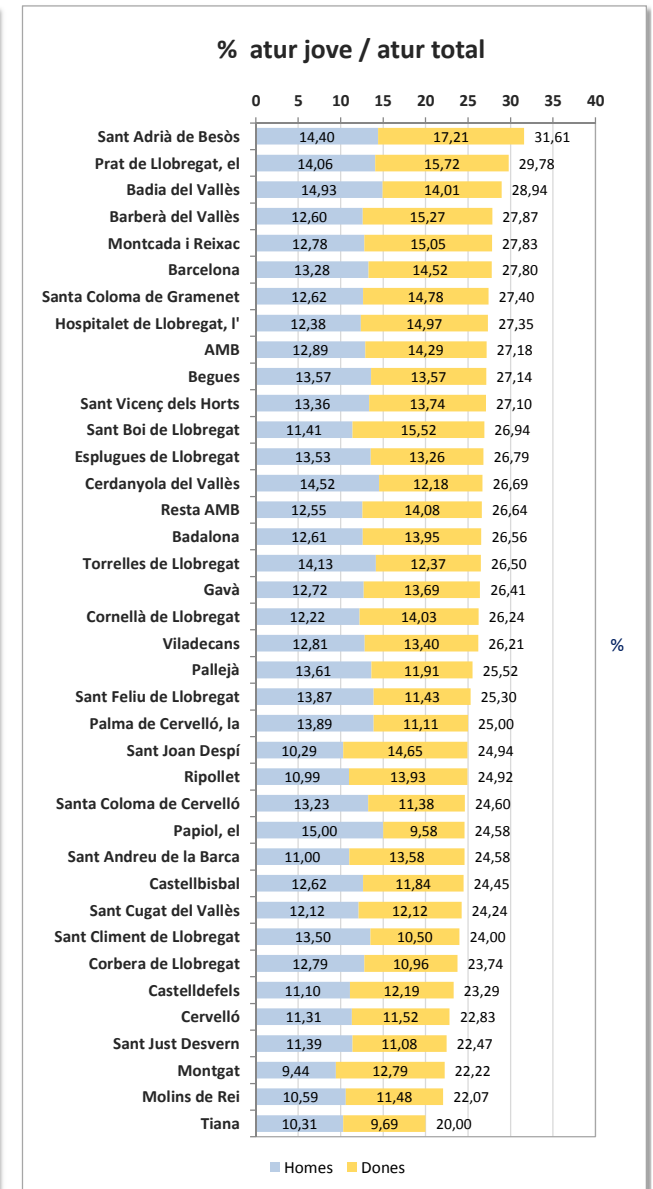 % atur jove / atur total
0 5 10 15 20 25 30 35 40
Sant Adrià de Besòs 14,40 17,21 31,61
Prat de Llobregat, el 14,06 15,72 29,78
Badia del Vallès 14,93 14,01 28,94
Barberà del Vallès 12,60 15,27 27,87
Montcada i Reixac 12,78 15,05 27,83
Barcelona 13,28 14,52 27,80
Santa Coloma de Gramenet 12,62 14,78 27,40
Hospitalet de Llobregat, l' 12,38 14,97 27,35
AMB 12,89 14,29 27,18
Begues 13,57 13,57 27,14
Sant Vicenç dels Horts 13,36 13,74 27,10
Sant Boi de Llobregat 11,41 15,52 26,94
Esplugues de Llobregat 13,53 13,26 26,79
Cerdanyola del Vallès 14,52 12,18 26,69
Resta AMB 12,55 14,08 26,64
Badalona 12,61 13,95 26,56
Torrelles de Llobregat 14,13 12,37 26,50
Gavà 12,72 13,69 26,41
Cornellà de Llobregat 12,22 14,03 26,24
Viladecans 12,81 13,40 26,21 %
Pallejà 13,61 11,91 25,52
Sant Feliu de Llobregat 13,87 11,43 25,30
Palma de Cervelló, la 13,89 11,11 25,00
Sant Joan Despí 10,29 14,65 24,94
Ripollet 10,99 13,93 24,92
Santa Coloma de Cervelló 13,23 11,38 24,60
Papiol, el 15,00 9,58 24,58
Sant Andreu de la Barca 11,00 13,58 24,58
Castellbisbal 12,62 11,84 24,45
Sant Cugat del Vallès 12,12 12,12 24,24
Sant Climent de Llobregat 13,50 10,50 24,00
Corbera de Llobregat 12,79 10,96 23,74
Castelldefels 11,10 12,19 23,29
Cervelló 11,31 11,52 22,83
Sant Just Desvern 11,39 11,08 22,47
Montgat 9,44 12,79 22,22
Molins de Rei 10,59 11,48 22,07
Tiana 10,31 9,69 20,00
Homes Dones